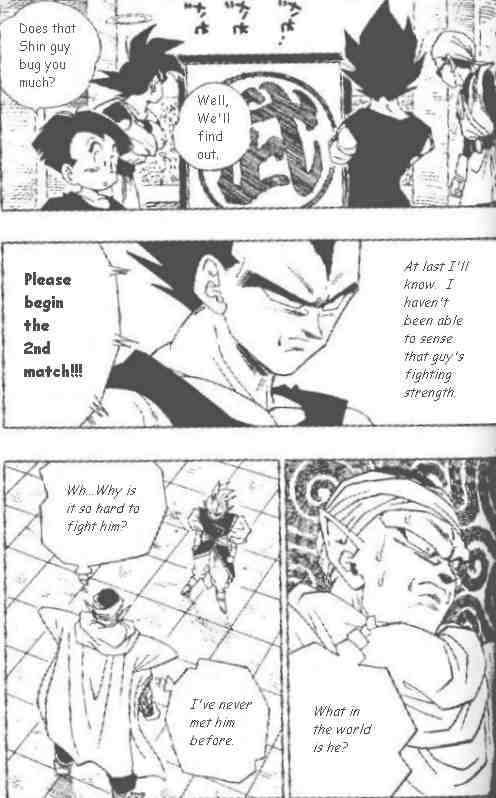 Does that
Shin guy
bug you
much?
Well,
We'll
find
out.
Please
begin
the
2nd
match!!!
At last I'll
know. I
haven't
been able
to sense
that guy's
fighting
strength
Wh...Why is
it so hard to
fight him?
I've never
met him
before.
What in
the world
is he?